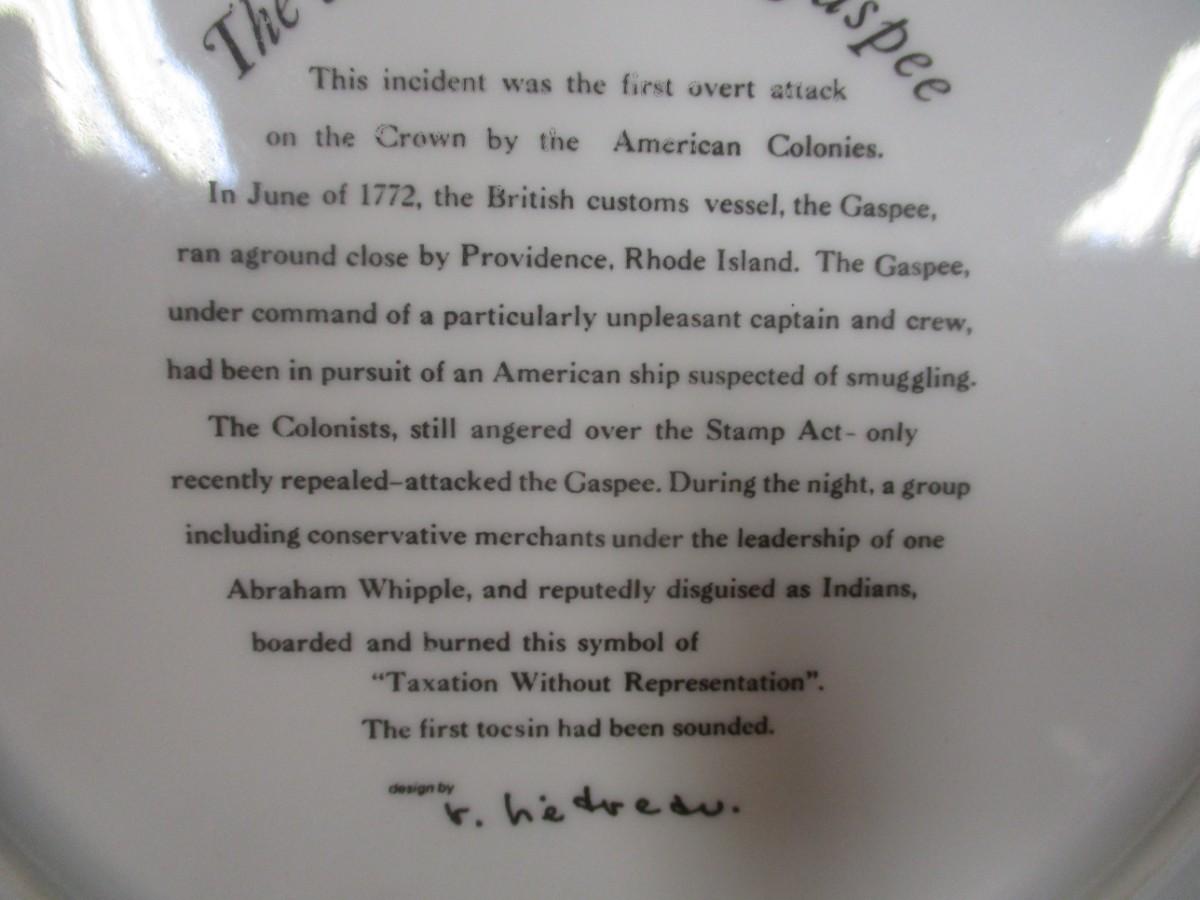 The Gaspee
This incident was the first overt attack
on the Crown by the American Colonies.
In June of 1772, the British customs vessel, the Gaspee,
ran aground close by Providence, Rhode Island. The Gaspee,
under command of a particularly unpleasant captain and crew,
had been in pursuit of an American ship suspected of smuggling.
The Colonists, still angered over the Stamp Act- only
recently repealed–attacked the Gaspee. During the night, a group
including conservative merchants under the leadership of one
Abraham Whipple, and reputedly disguised as Indians,
boarded and burned this symbol of
“Taxation Without Representation”.
The first tocsin had been sounded.
design by
r. hedreau.